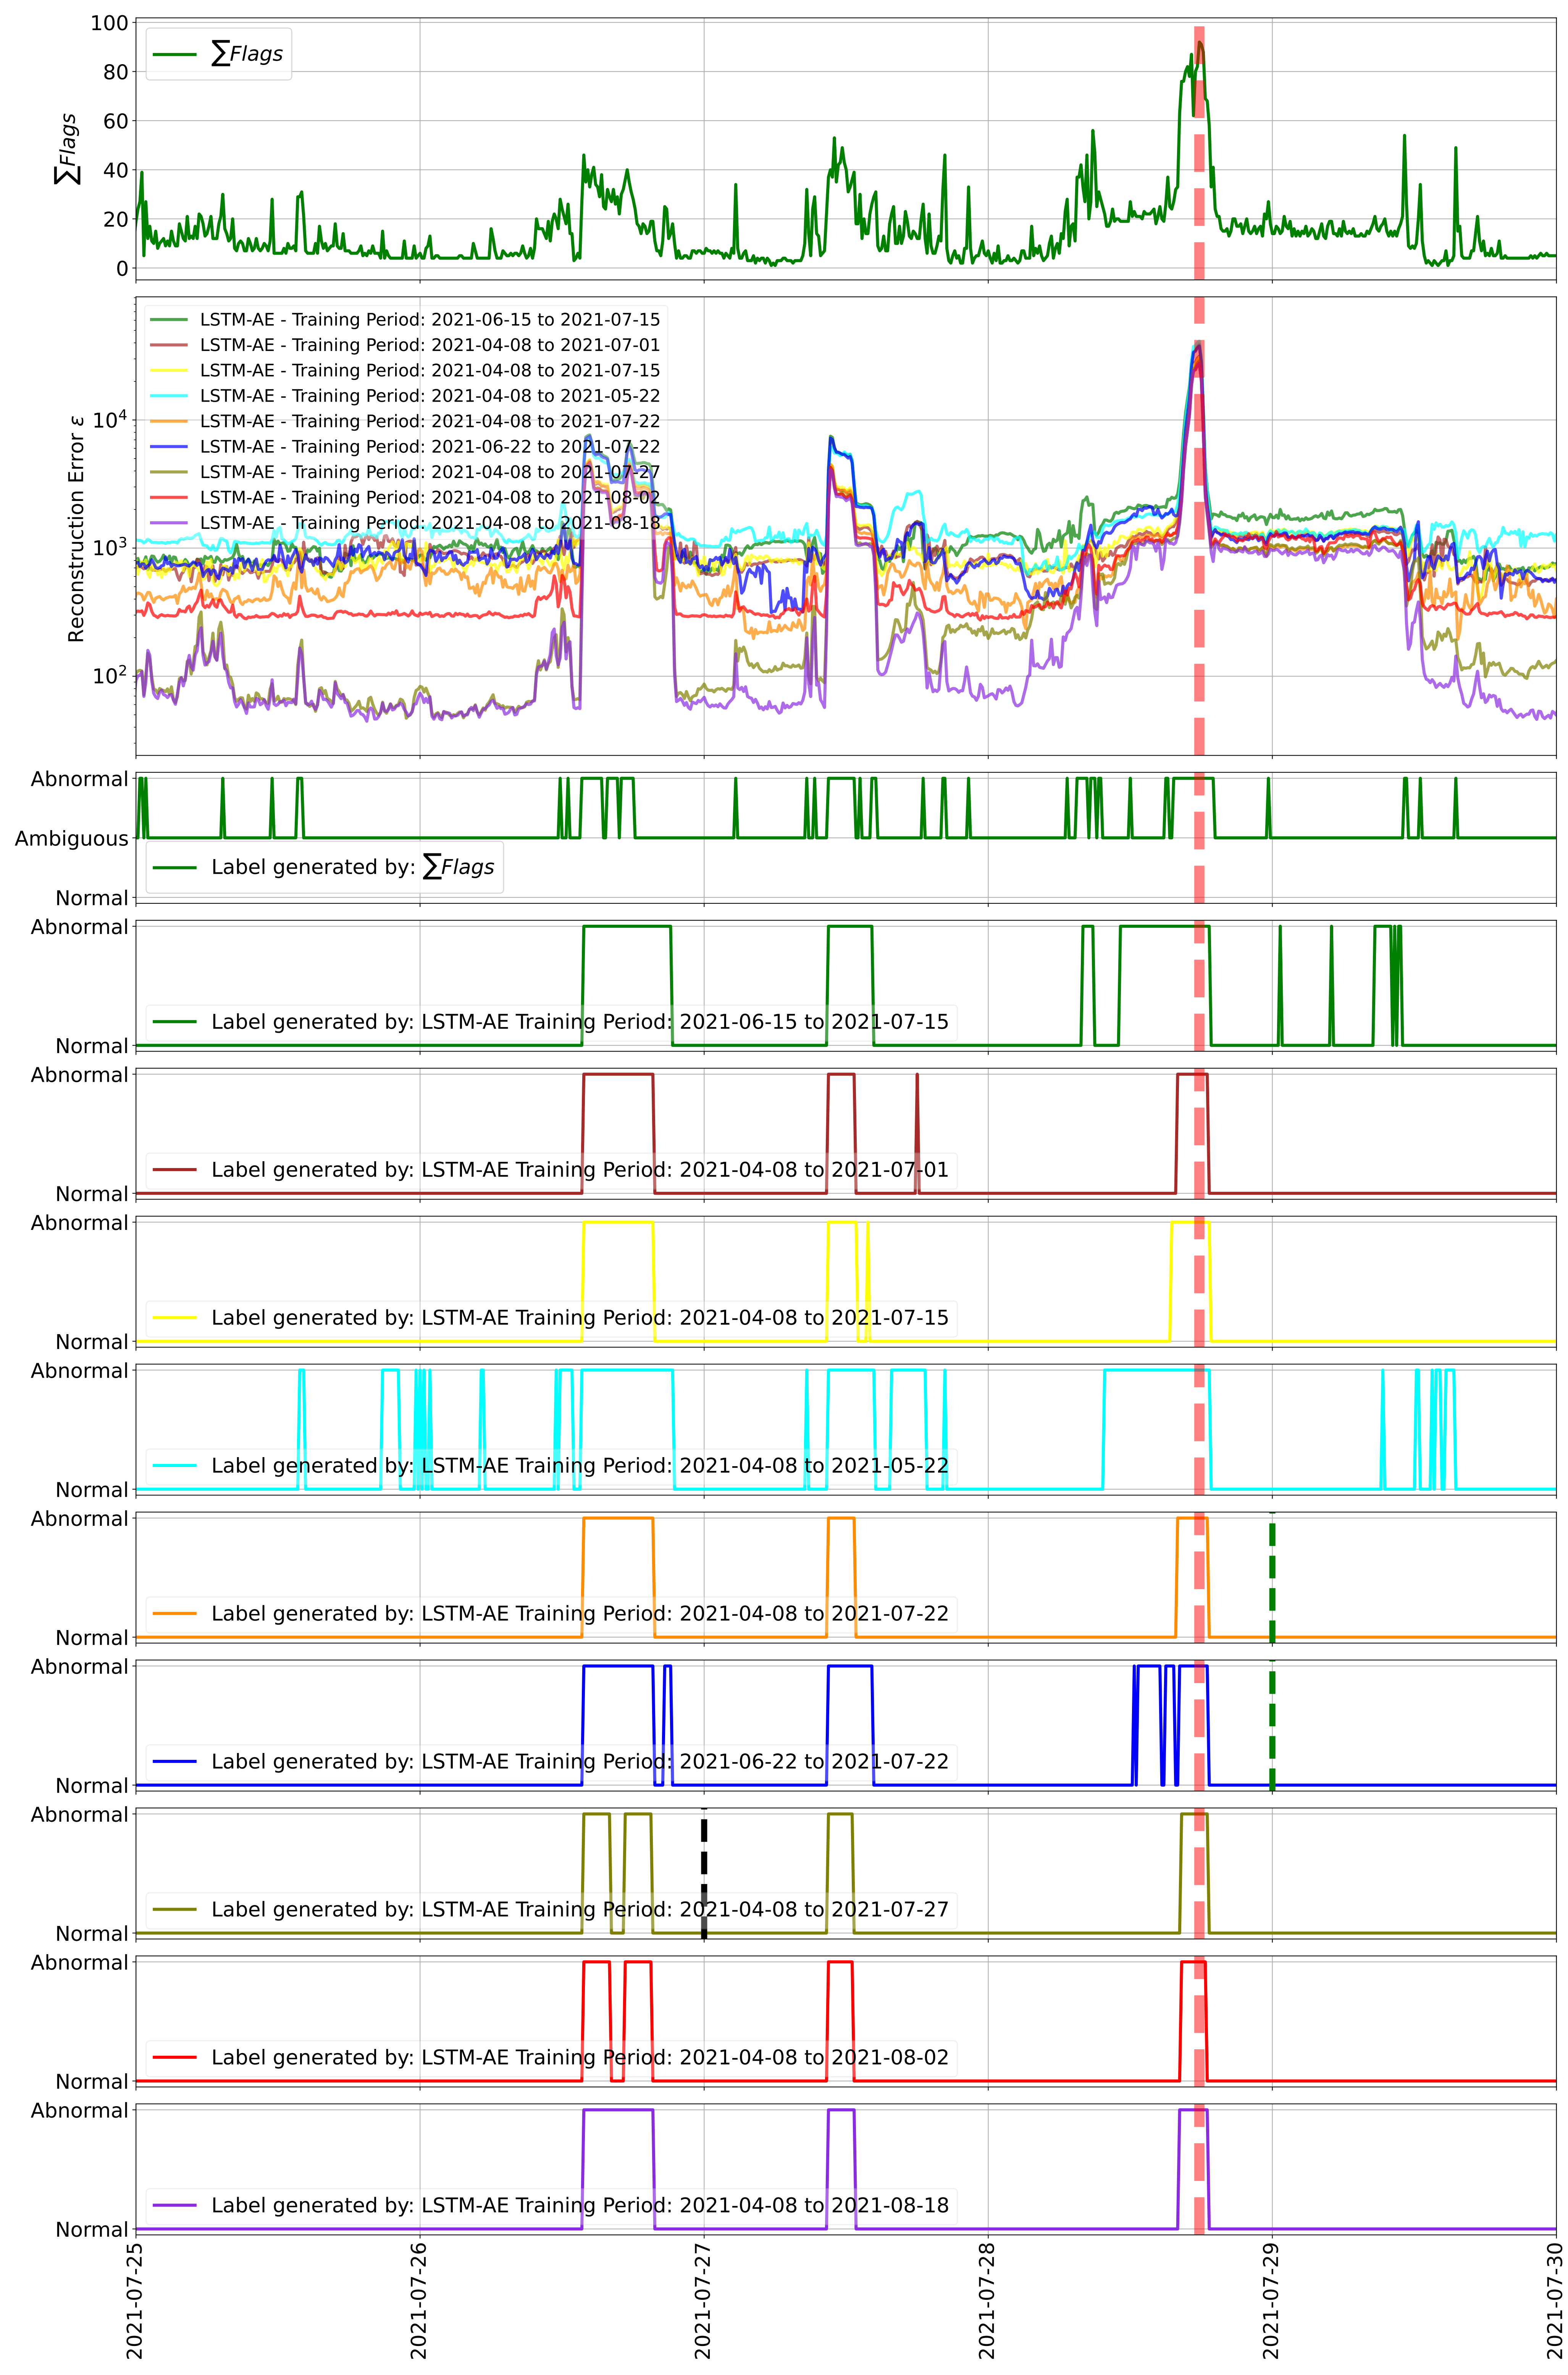 100
80
60
40
20
0
∑Flags
∑Flags
10⁴
10³
10²
Reconstruction Error ε
LSTM-AE - Training Period: 2021-06-15 to 2021-07-15
LSTM-AE - Training Period: 2021-04-08 to 2021-07-01
LSTM-AE - Training Period: 2021-04-08 to 2021-07-15
LSTM-AE - Training Period: 2021-04-08 to 2021-05-22
LSTM-AE - Training Period: 2021-04-08 to 2021-07-22
LSTM-AE - Training Period: 2021-06-22 to 2021-07-22
LSTM-AE - Training Period: 2021-04-08 to 2021-07-27
LSTM-AE - Training Period: 2021-04-08 to 2021-08-02
LSTM-AE - Training Period: 2021-04-08 to 2021-08-18
Abnormal
Ambiguous
Label generated by: ∑Flags
Normal
Abnormal
Label generated by: LSTM-AE Training Period: 2021-06-15 to 2021-07-15
Normal
Abnormal
Label generated by: LSTM-AE Training Period: 2021-04-08 to 2021-07-01
Normal
Abnormal
Label generated by: LSTM-AE Training Period: 2021-04-08 to 2021-07-15
Normal
Abnormal
Label generated by: LSTM-AE Training Period: 2021-04-08 to 2021-05-22
Normal
Abnormal
Label generated by: LSTM-AE Training Period: 2021-04-08 to 2021-07-22
Normal
Abnormal
Label generated by: LSTM-AE Training Period: 2021-06-22 to 2021-07-22
Normal
Abnormal
Label generated by: LSTM-AE Training Period: 2021-04-08 to 2021-07-27
Normal
Abnormal
Label generated by: LSTM-AE Training Period: 2021-04-08 to 2021-08-02
Normal
Abnormal
Label generated by: LSTM-AE Training Period: 2021-04-08 to 2021-08-18
Normal
2021-07-25
2021-07-26
2021-07-27
2021-07-28
2021-07-29
2021-07-30